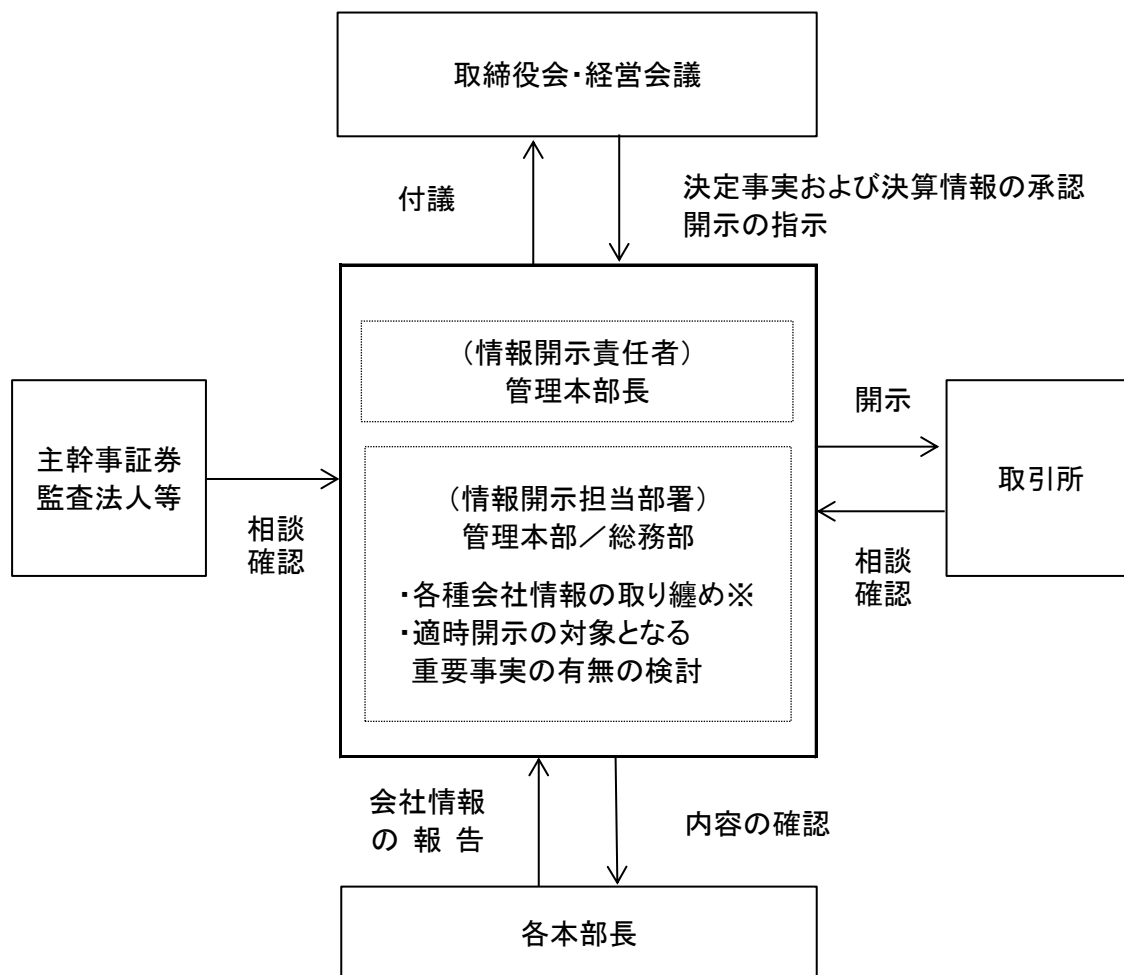 取締役会・経営会議
付議
決定事実および決算情報の承認
開示の指示
（情報開示責任者）
管理本部長
主幹事証券
監査法人等
相談
確認
（情報開示担当部署）
管理本部／総務部
・各種会社情報の取り纏め※
・適時開示の対象となる
重要事実の有無の検討
開示
取引所
相談
確認
会社情報
の 報 告
内容の確認
各本部長